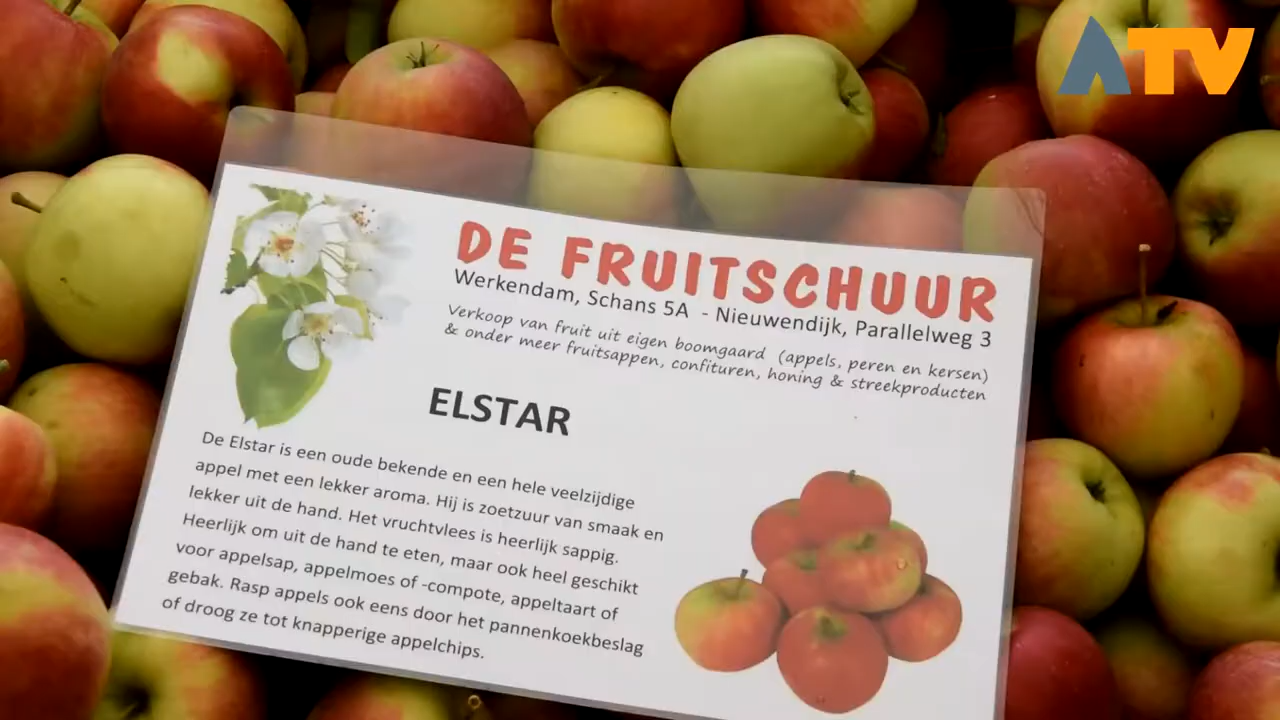 ATV
DE FRUITSCHUUR
Werkendam, Schans 5A - Nieuwendijk, Parallelweg 3
Verkoop van fruit uit eigen boomgaard (appels, peren en kersen)
& onder meer fruitsappen, confituren, honing & streekproducten
ELSTAR
De Elstar is een oude bekende en een hele veelzijdige
appel met een lekker aroma. Hij is zoetzuur van smaak en
lekker uit de hand. Het vruchtvlees is heerlijk sappig.
Heerlijk om uit de hand te eten, maar ook heel geschikt
voor appelsap, appelmoes of -compote, appeltaart of
gebak. Rasp appels ook eens door het pannenkoekbeslag
of droog ze tot knapperige appelchips.